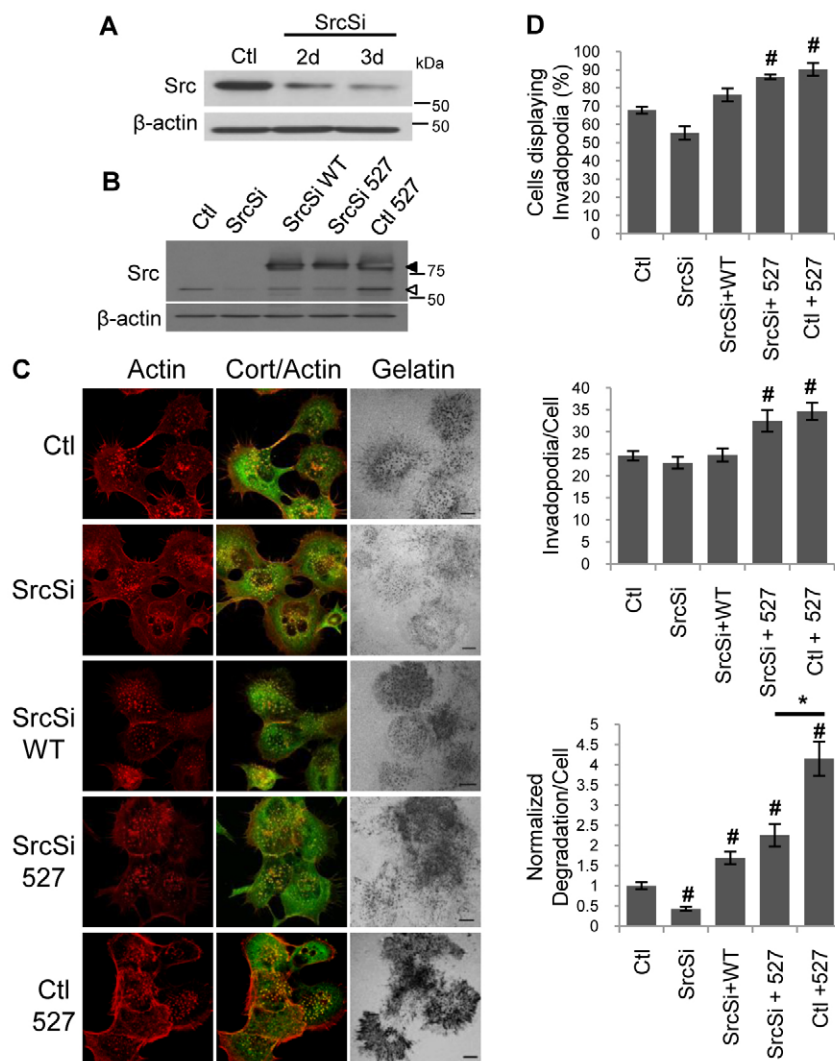 A
SrcSi
Ctl 2d 3d kDa
Src
50
β-actin
50
B
Ctl
SrcSi
SrcSi WT
SrcSi 527
Ctl 527
Src
75
50
β-actin
C
Actin Cort/Actin Gelatin
Ctl
SrcSi
SrcSi
WT
SrcSi
527
Ctl
527
D
Cells displaying
Invadopodia (%)
100
90
80
70
60
50
40
30
20
10
0
# #
Ctl
SrcSi
SrcSi+WT
SrcSi+ 527
Ctl + 527
Invadopodia/Cell
40
35
30
25
20
15
10
5
0
# #
Ctl
SrcSi
SrcSi+WT
SrcSi + 527
Ctl + 527
Normalized
Degradation/Cell
5
4.5
4
3.5
3
2.5
2
1.5
1
0.5
0
*
# # # #
Ctl
SrcSi
SrcSi+WT
SrcSi + 527
Ctl +527